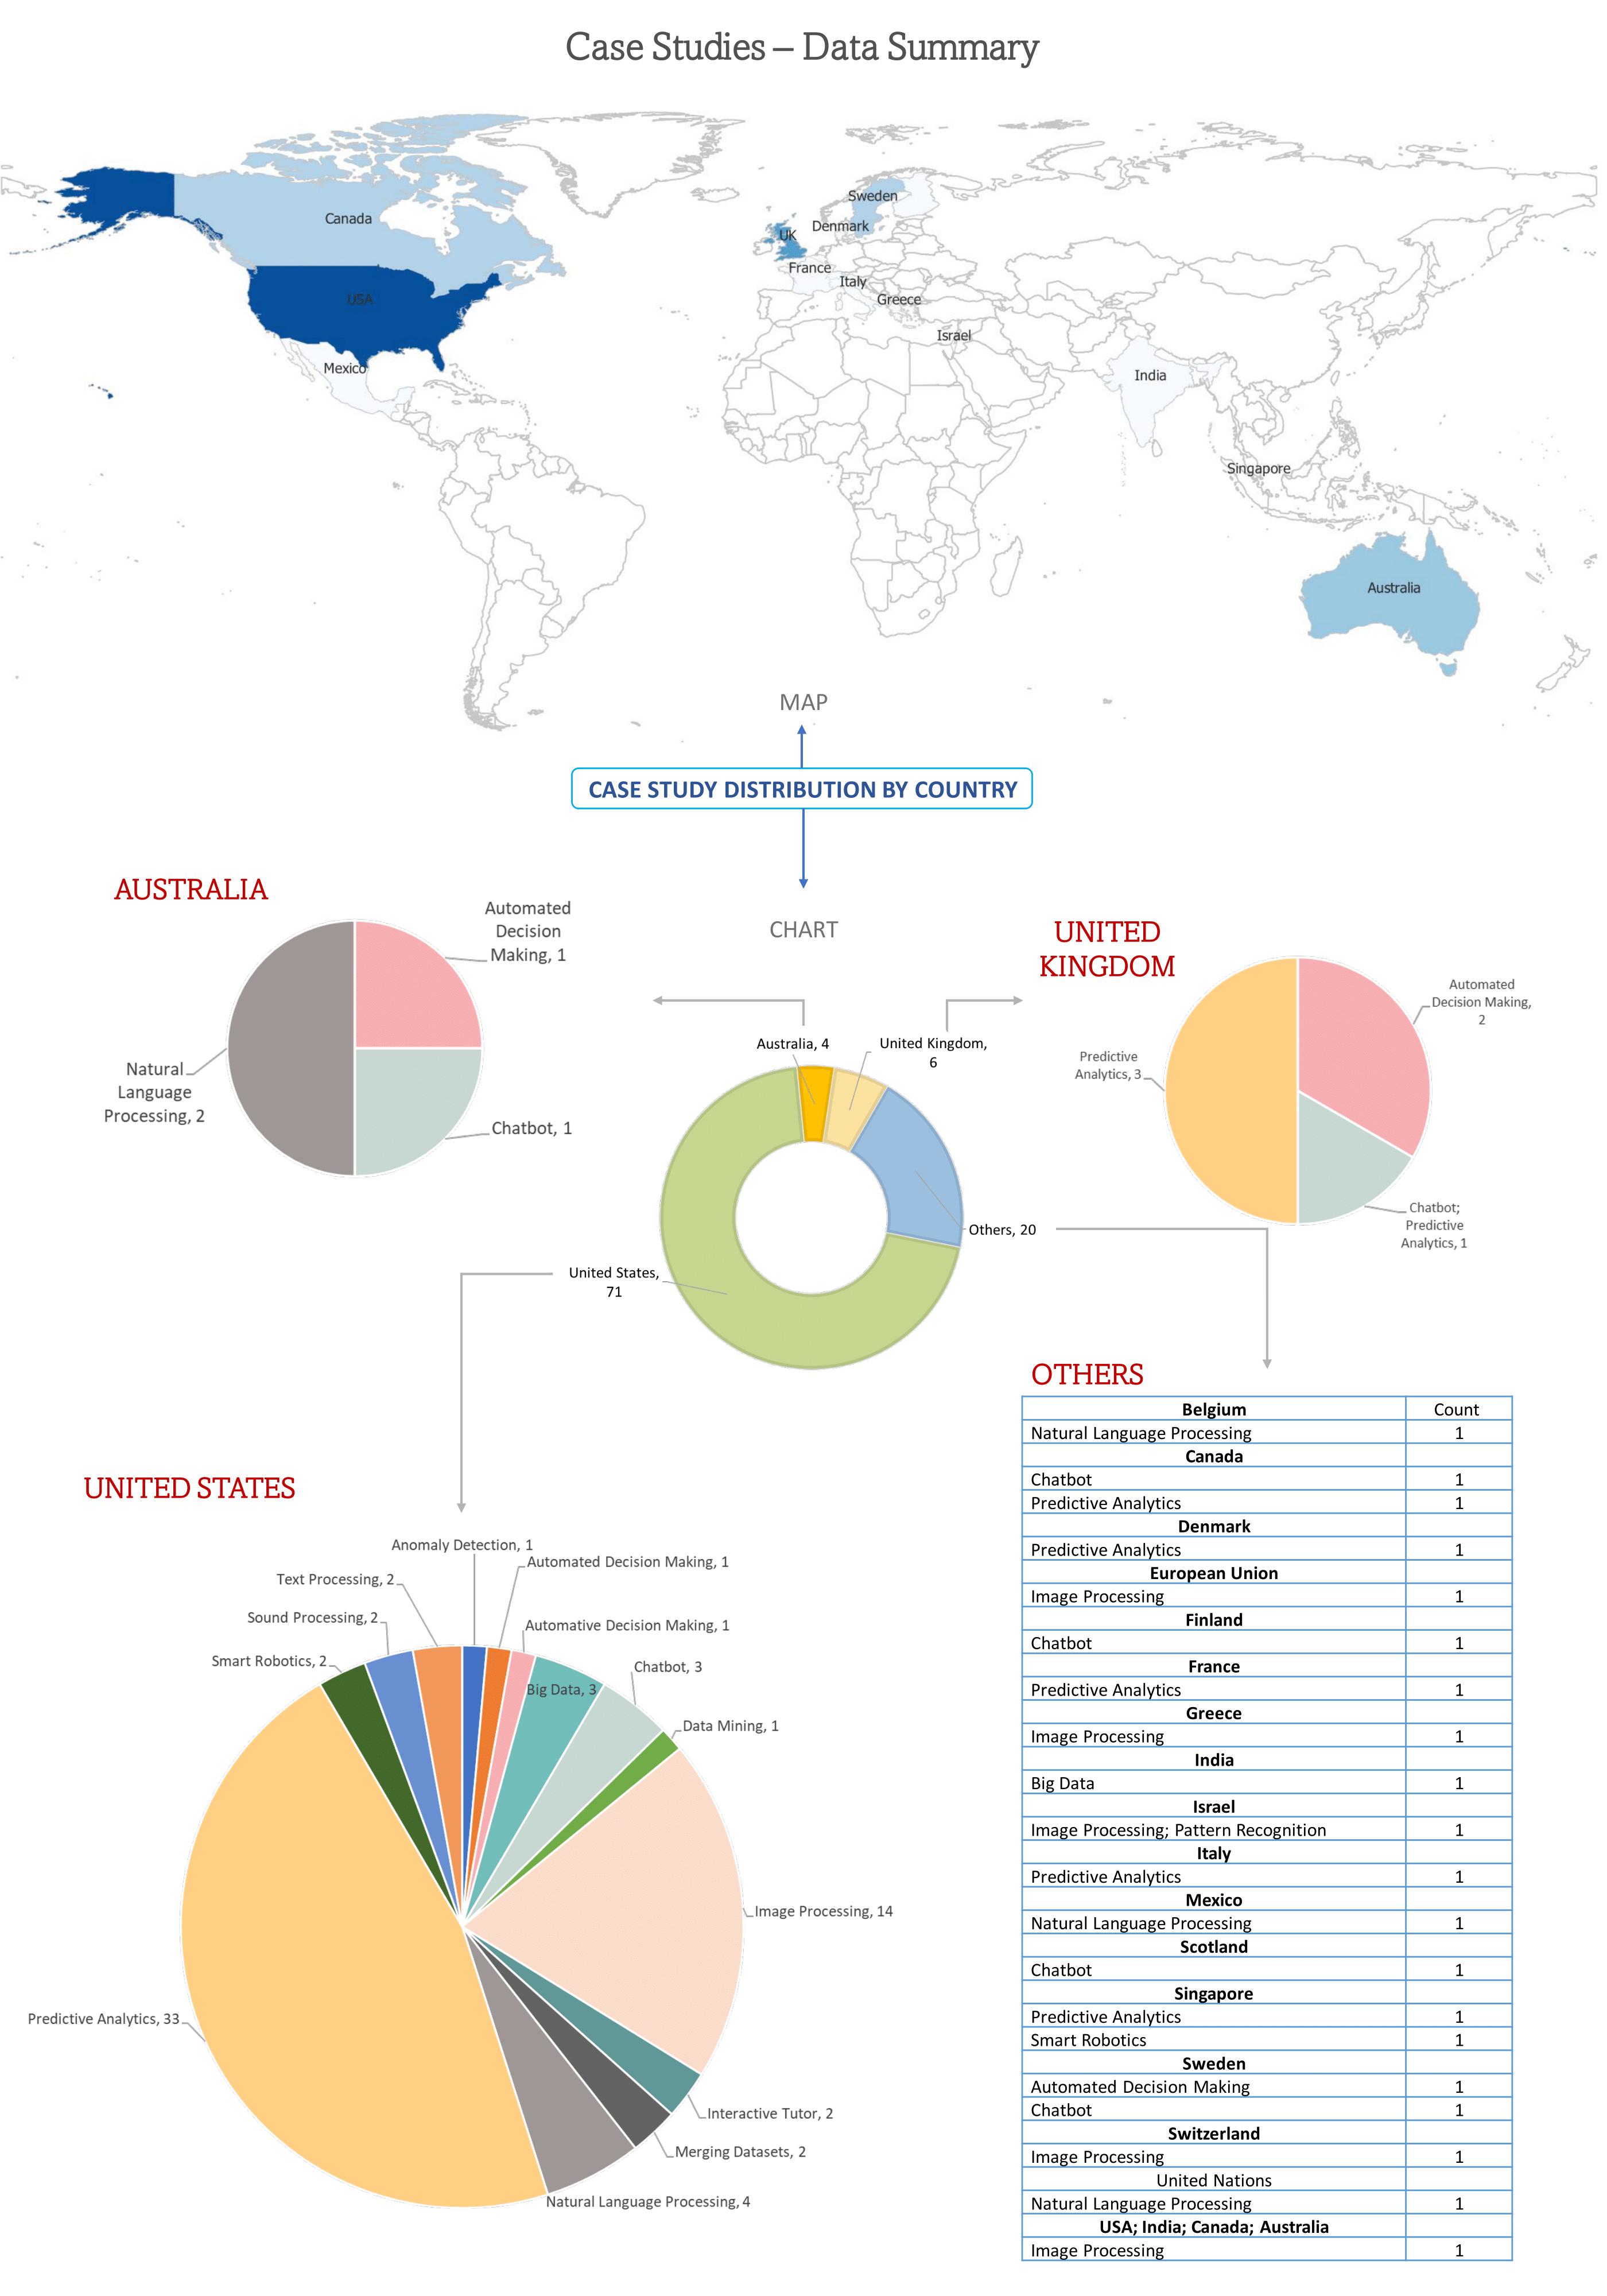 Case Studies – Data Summary
Sweden
Canada
Denmark
UK
France
Italy
USA
Greece
Israel
Mexico
India
Singapore
Australia
MAP
CASE STUDY DISTRIBUTION BY COUNTRY
CHART
AUSTRALIA
Automated
Decision
Making, 1
Natural
Language
Processing, 2
Chatbot, 1
UNITED
KINGDOM
Automated
Decision Making,
2
Predictive
Analytics, 3
Chatbot;
Predictive
Analytics, 1
Australia, 4
United Kingdom,
6
Others, 20
United States,
71
UNITED STATES
Anomaly Detection, 1
Automated Decision Making, 1
Text Processing, 2
Sound Processing, 2
Automative Decision Making, 1
Smart Robotics, 2
Chatbot, 3
Big Data, 3
Data Mining, 1
Image Processing, 14
Predictive Analytics, 33
Interactive Tutor, 2
Merging Datasets, 2
Natural Language Processing, 4
OTHERS
Belgium Count
Natural Language Processing 1
Canada
Chatbot 1
Predictive Analytics 1
Denmark
Predictive Analytics 1
European Union
Image Processing 1
Finland
Chatbot 1
France
Predictive Analytics 1
Greece
Image Processing 1
India
Big Data 1
Israel
Image Processing; Pattern Recognition 1
Italy
Predictive Analytics 1
Mexico
Natural Language Processing 1
Scotland
Chatbot 1
Singapore
Predictive Analytics 1
Smart Robotics 1
Sweden
Automated Decision Making 1
Chatbot 1
Switzerland
Image Processing 1
United Nations
Natural Language Processing 1
USA; India; Canada; Australia
Image Processing 1